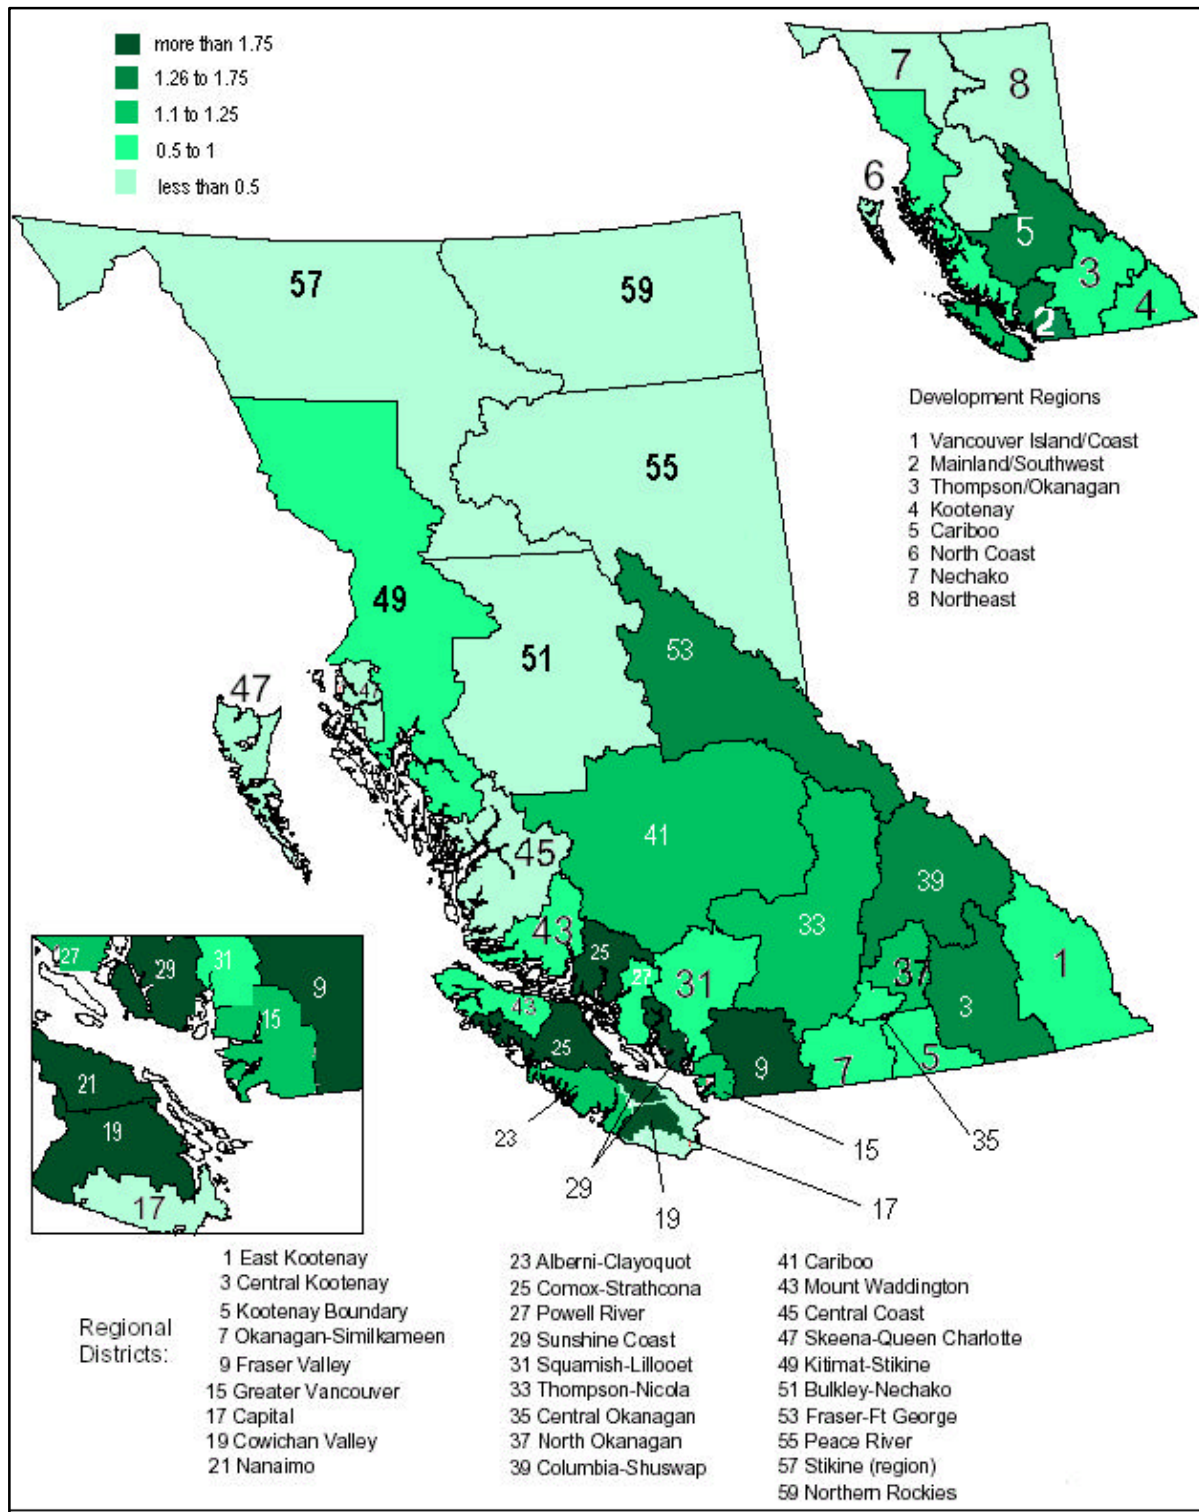 more than 1.75
1.26 to 1.75
1.1 to 1.25
0.5 to 1
less than 0.5
7
8
6
5
3
4
2
Development Regions
1 Vancouver Island/Coast
2 Mainland/Southwest
3 Thompson/Okanagan
4 Kootenay
5 Cariboo
6 North Coast
7 Nechako
8 Northeast
57
59
55
49
51
53
47
47
41
45
39
33
43
25
27
31
37
1
3
43
25
9
7
5
23
29
19
17
15
35
27
29
31
9
15
21
19
17
Regional
Districts:
1 East Kootenay
3 Central Kootenay
5 Kootenay Boundary
7 Okanagan-Similkameen
9 Fraser Valley
15 Greater Vancouver
17 Capital
19 Cowichan Valley
21 Nanaimo
23 Alberni-Clayoquot
25 Comox-Strathcona
27 Powell River
29 Sunshine Coast
31 Squamish-Lillooet
33 Thompson-Nicola
35 Central Okanagan
37 North Okanagan
39 Columbia-Shuswap
41 Cariboo
43 Mount Waddington
45 Central Coast
47 Skeena-Queen Charlotte
49 Kitimat-Stikine
51 Bulkley-Nechako
53 Fraser-Ft George
55 Peace River
57 Stikine (region)
59 Northern Rockies